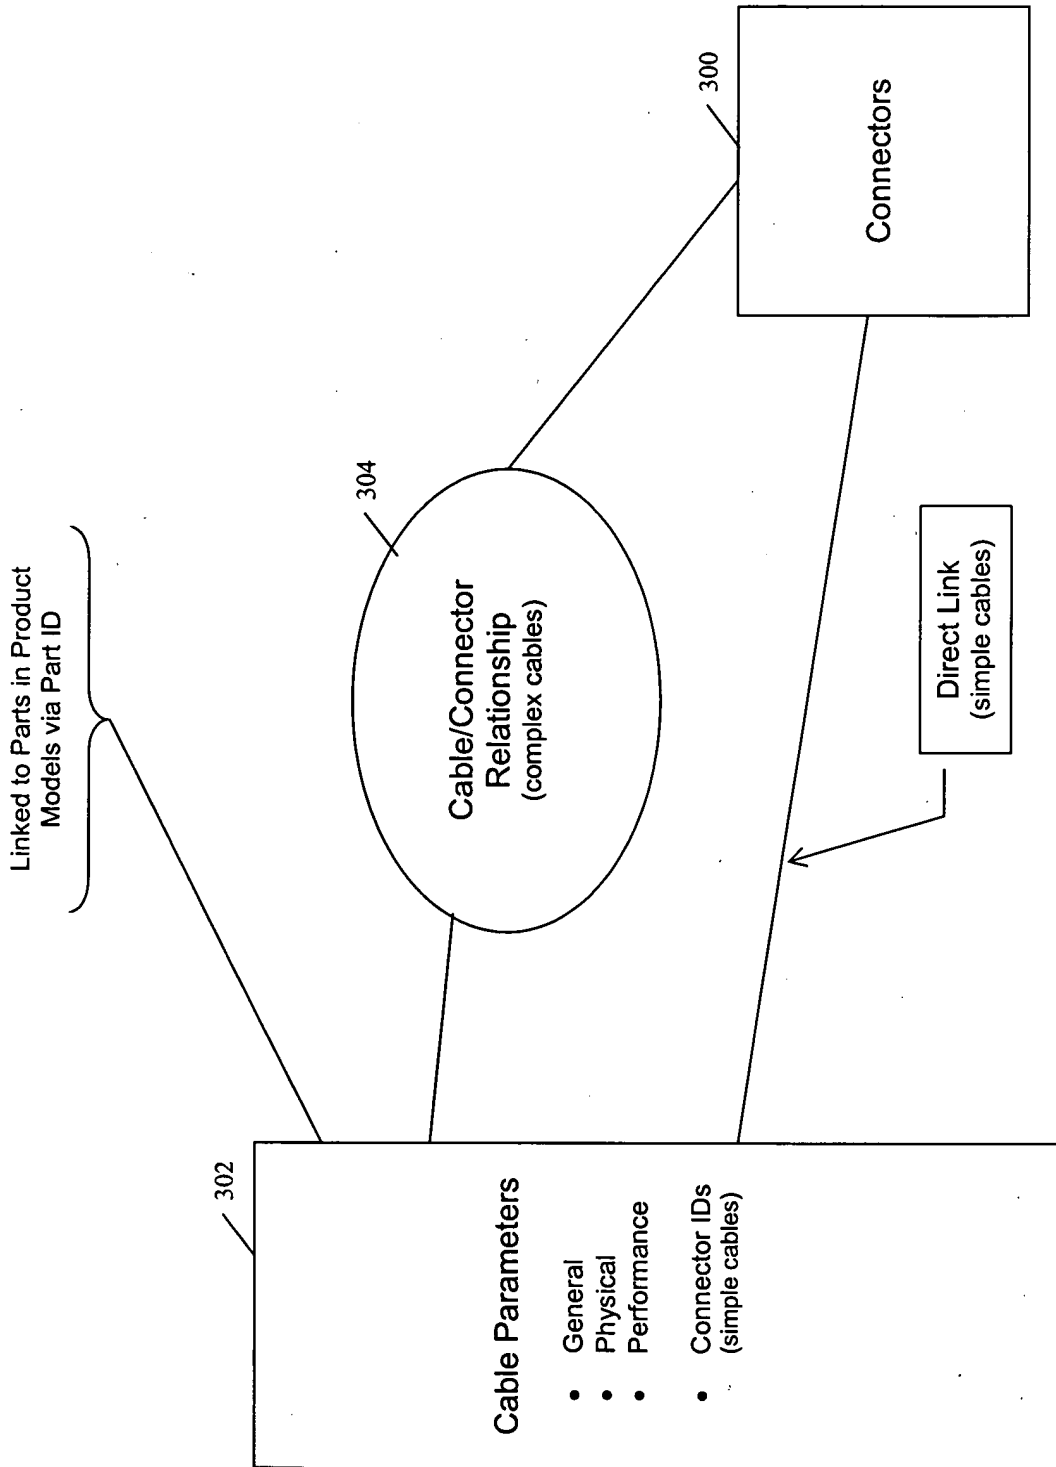 Linked to Parts in Product
Models via Part ID
302
Cable Parameters
• General
• Physical
• Performance
• Connector IDs
(simple cables)
304
Cable/Connector
Relationship
(complex cables)
Direct Link
(simple cables)
300
Connectors